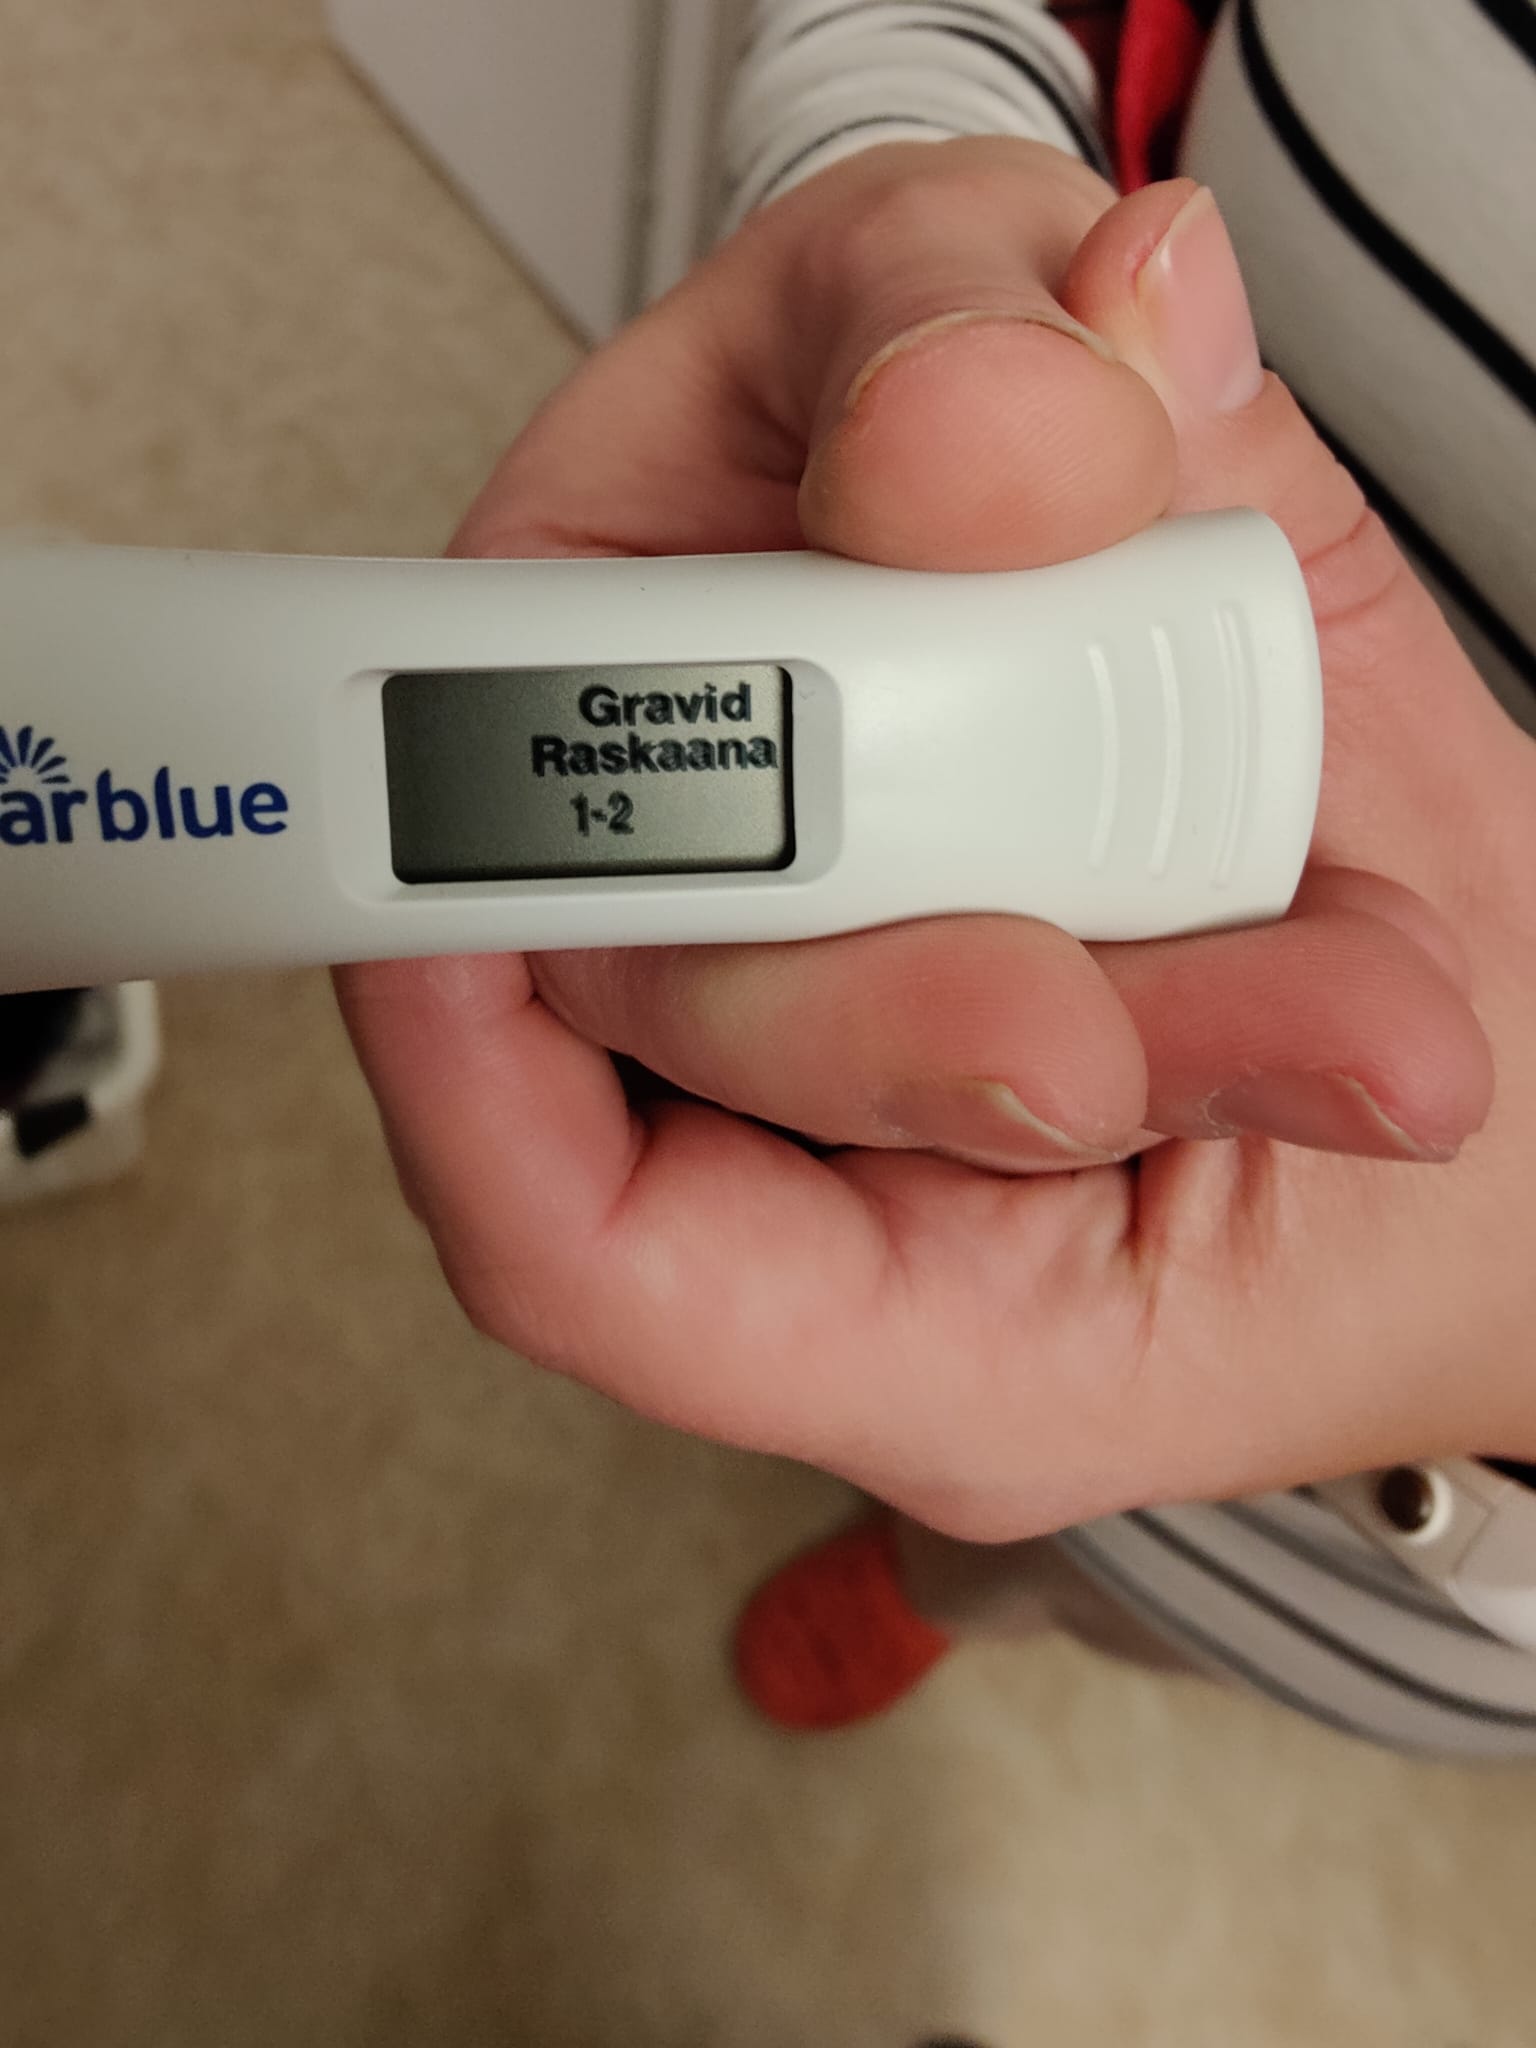 arblue
Gravid
Raskaana
1-2